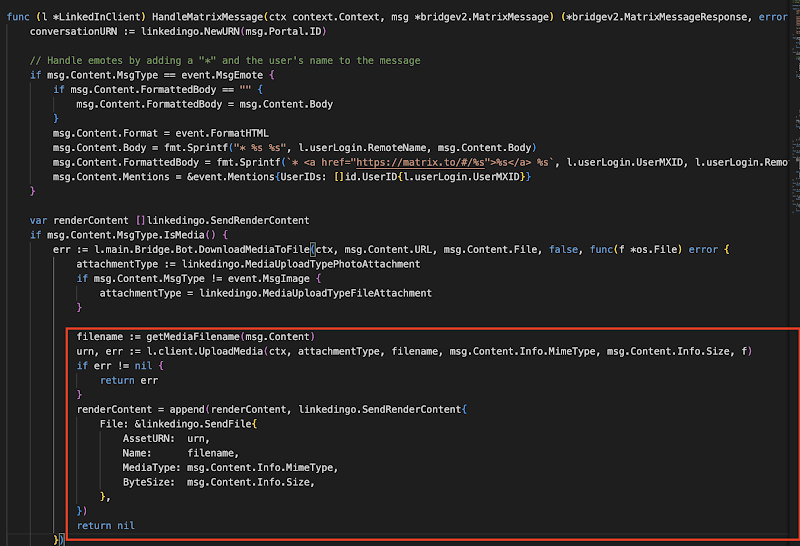 func (l *LinkedInClient) HandleMatrixMessage(ctx context.Context, msg *bridgev2.MatrixMessage) (*bridgev2.MatrixMessageResponse, error
    conversationURN := linkedingo.NewURN(msg.Portal.ID)
    // Handle emotes by adding a "*" and the user's name to the message
    if msg.Content.MsgType == event.MsgEmote {
        if msg.Content.FormattedBody == "" {
            msg.Content.FormattedBody = msg.Content.Body
        }
        msg.Content.Format = event.FormatHTML
        msg.Content.Body = fmt.Sprintf("* %s %s", l.userLogin.RemoteName, msg.Content.Body)
        msg.Content.FormattedBody = fmt.Sprintf(`* <a href="https://matrix.to/#/%s">%s</a> %s`, l.userLogin.UserMXID, l.userLogin.Remo
        msg.Content.Mentions = &event.Mentions{UserIDs: []id.UserID{l.userLogin.UserMXID}}
    }
    var renderContent []linkedingo.SendRenderContent
    if msg.Content.MsgType.IsMedia() {
        err := l.main.Bridge.Bot.DownloadMediaToFile(ctx, msg.Content.URL, msg.Content.File, false, func(f *os.File) error {
            attachmentType := linkedingo.MediaUploadTypePhotoAttachment
            if msg.Content.MsgType != event.MsgImage {
                attachmentType = linkedingo.MediaUploadTypeFileAttachment
            }
            filename := getMediaFilename(msg.Content)
            urn, err := l.client.UploadMedia(ctx, attachmentType, filename, msg.Content.Info.MimeType, msg.Content.Info.Size, f)
            if err != nil {
                return err
            }
            renderContent = append(renderContent, linkedingo.SendRenderContent{
                File: &linkedingo.SendFile{
                    AssetURN:  urn,
                    Name:      filename,
                    MediaType: msg.Content.Info.MimeType,
                    ByteSize:  msg.Content.Info.Size,
                },
            })
            return nil
        })